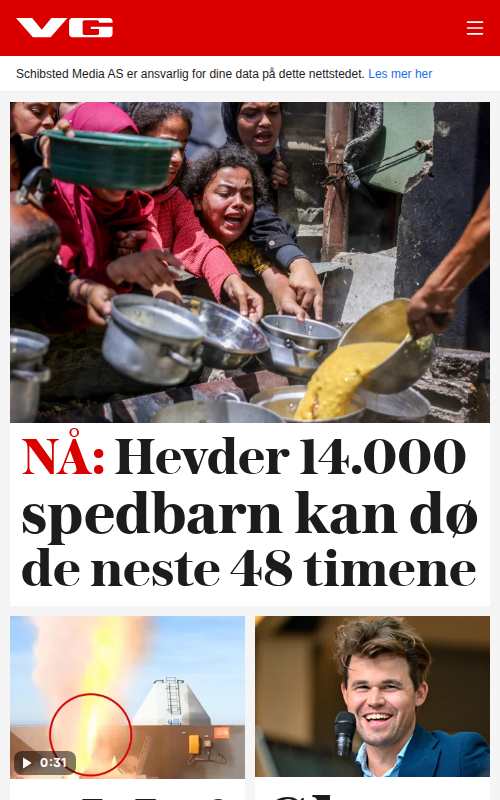 VG
Schibsted Media AS er ansvarlig for dine data på dette nettstedet. Les mer her
NÅ: Hevder 14.000
spedbarn kan dø
de neste 48 timene
0:31